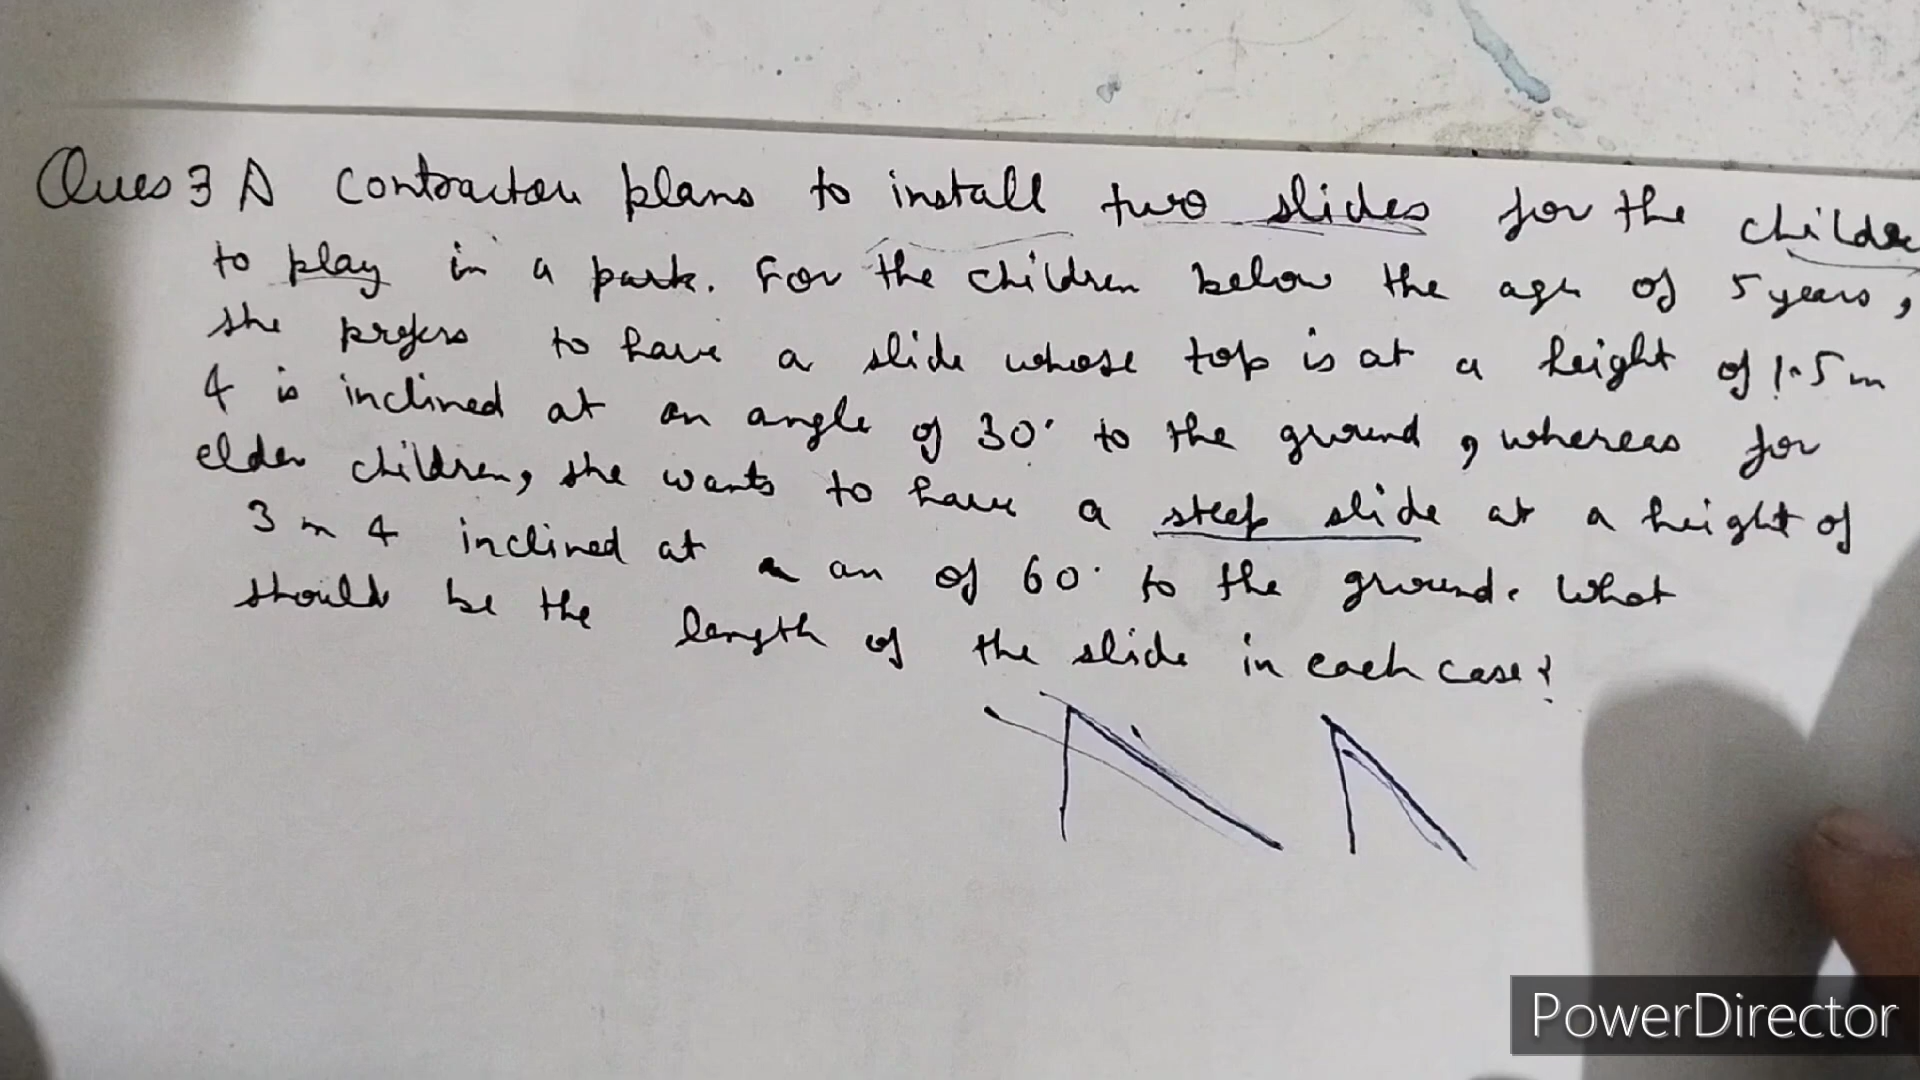 Ques 3 A contractor plans to install two slides for the children
to play in a park. For the children below the age of 5 years,
she prefers to have a slide whose top is at a height of 1.5 m
& is inclined at an angle of 30° to the ground, whereas for
elder children, she wants to have a steep slide at a height of
3 m & inclined at a an of 60° to the ground. What
should be the length of the slide in each case?
PowerDirector